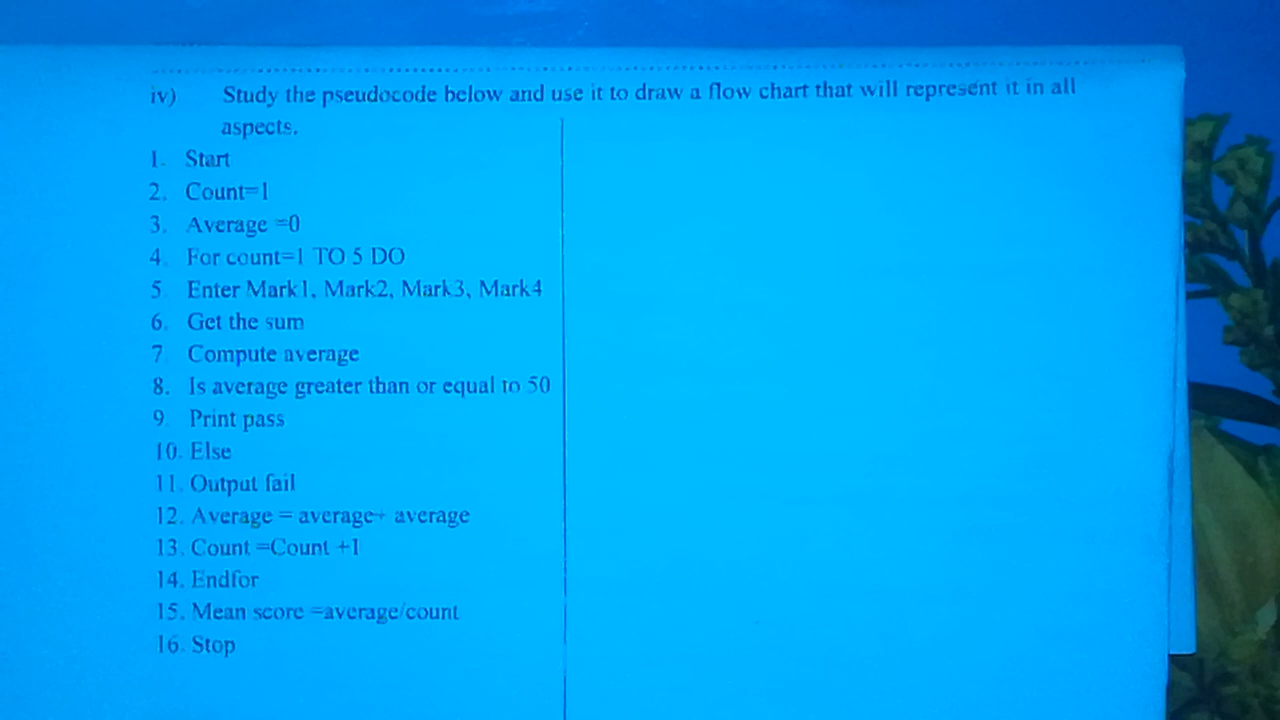 iv) Study the pseudocode below and use it to draw a flow chart that will represent it in all
aspects.
1. Start
2. Count=1
3. Average =0
4. For count=1 TO 5 DO
5. Enter Mark1, Mark2, Mark3, Mark4
6. Get the sum
7 Compute average
8. Is average greater than or equal to 50
9. Print pass
10. Else
11. Output fail
12. Average = average+ average
13. Count =Count +1
14. Endfor
15. Mean score =average/count
16. Stop